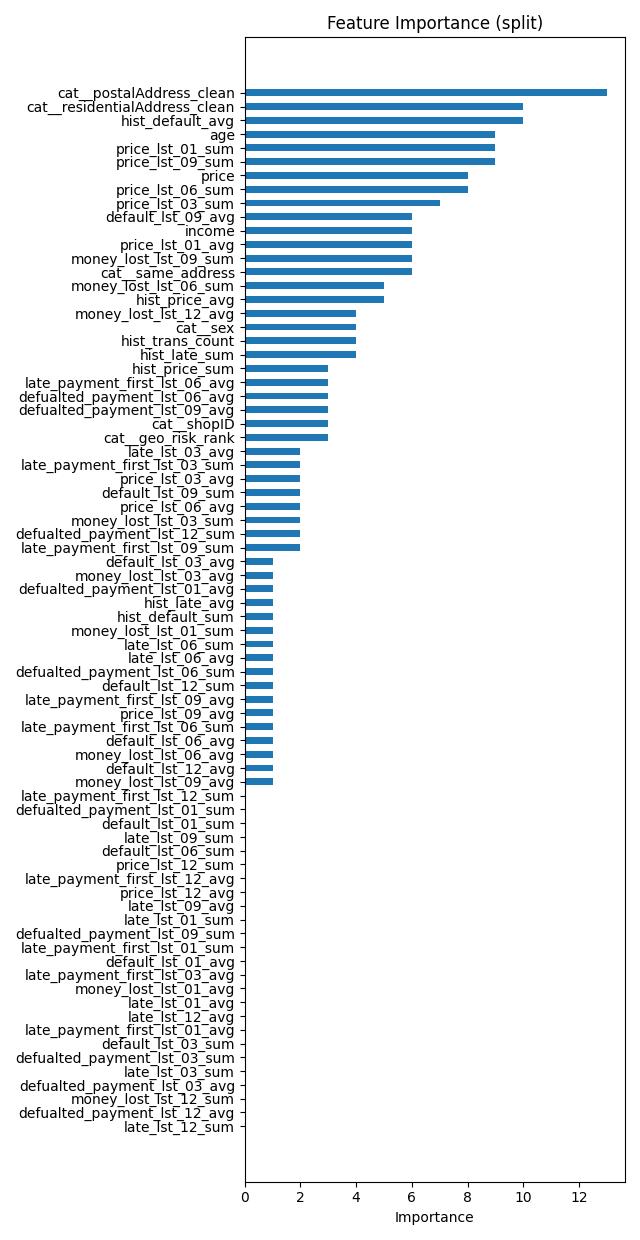 Feature Importance (split)
cat__postalAddress_clean
cat__residentialAddress_clean
hist_default_avg
age
price_lst_01_sum
price_lst_09_sum
price
price_lst_06_sum
price_lst_03_sum
default_lst_09_avg
income
price_lst_01_avg
money_lost_lst_09_sum
cat__same_address
money_lost_lst_06_sum
hist_price_avg
money_lost_lst_12_avg
cat__sex
hist_trans_count
hist_late_sum
hist_price_sum
late_payment_first_lst_06_avg
defualted_payment_lst_06_avg
defualted_payment_lst_09_avg
cat__shopID
cat__geo_risk_rank
late_lst_03_avg
late_payment_first_lst_03_sum
price_lst_03_avg
default_lst_09_sum
price_lst_06_avg
money_lost_lst_03_sum
defualted_payment_lst_12_sum
late_payment_first_lst_09_sum
default_lst_03_avg
money_lost_lst_03_avg
defualted_payment_lst_01_avg
hist_late_avg
hist_default_sum
money_lost_lst_01_sum
late_lst_06_sum
late_lst_06_avg
defualted_payment_lst_06_sum
default_lst_12_sum
late_payment_first_lst_09_avg
price_lst_09_avg
late_payment_first_lst_06_sum
default_lst_06_avg
money_lost_lst_06_avg
default_lst_12_avg
money_lost_lst_09_avg
late_payment_first_lst_12_sum
defualted_payment_lst_01_sum
default_lst_01_sum
late_lst_09_sum
default_lst_06_sum
price_lst_12_sum
late_payment_first_lst_12_avg
price_lst_12_avg
late_lst_09_avg
late_lst_01_sum
defualted_payment_lst_09_sum
late_payment_first_lst_01_sum
default_lst_01_avg
late_payment_first_lst_03_avg
money_lost_lst_01_avg
late_lst_01_avg
late_lst_12_avg
late_payment_first_lst_01_avg
default_lst_03_sum
defualted_payment_lst_03_sum
late_lst_03_sum
defualted_payment_lst_03_avg
money_lost_lst_12_sum
defualted_payment_lst_12_avg
late_lst_12_sum
0 2 4 6 8 10 12
Importance